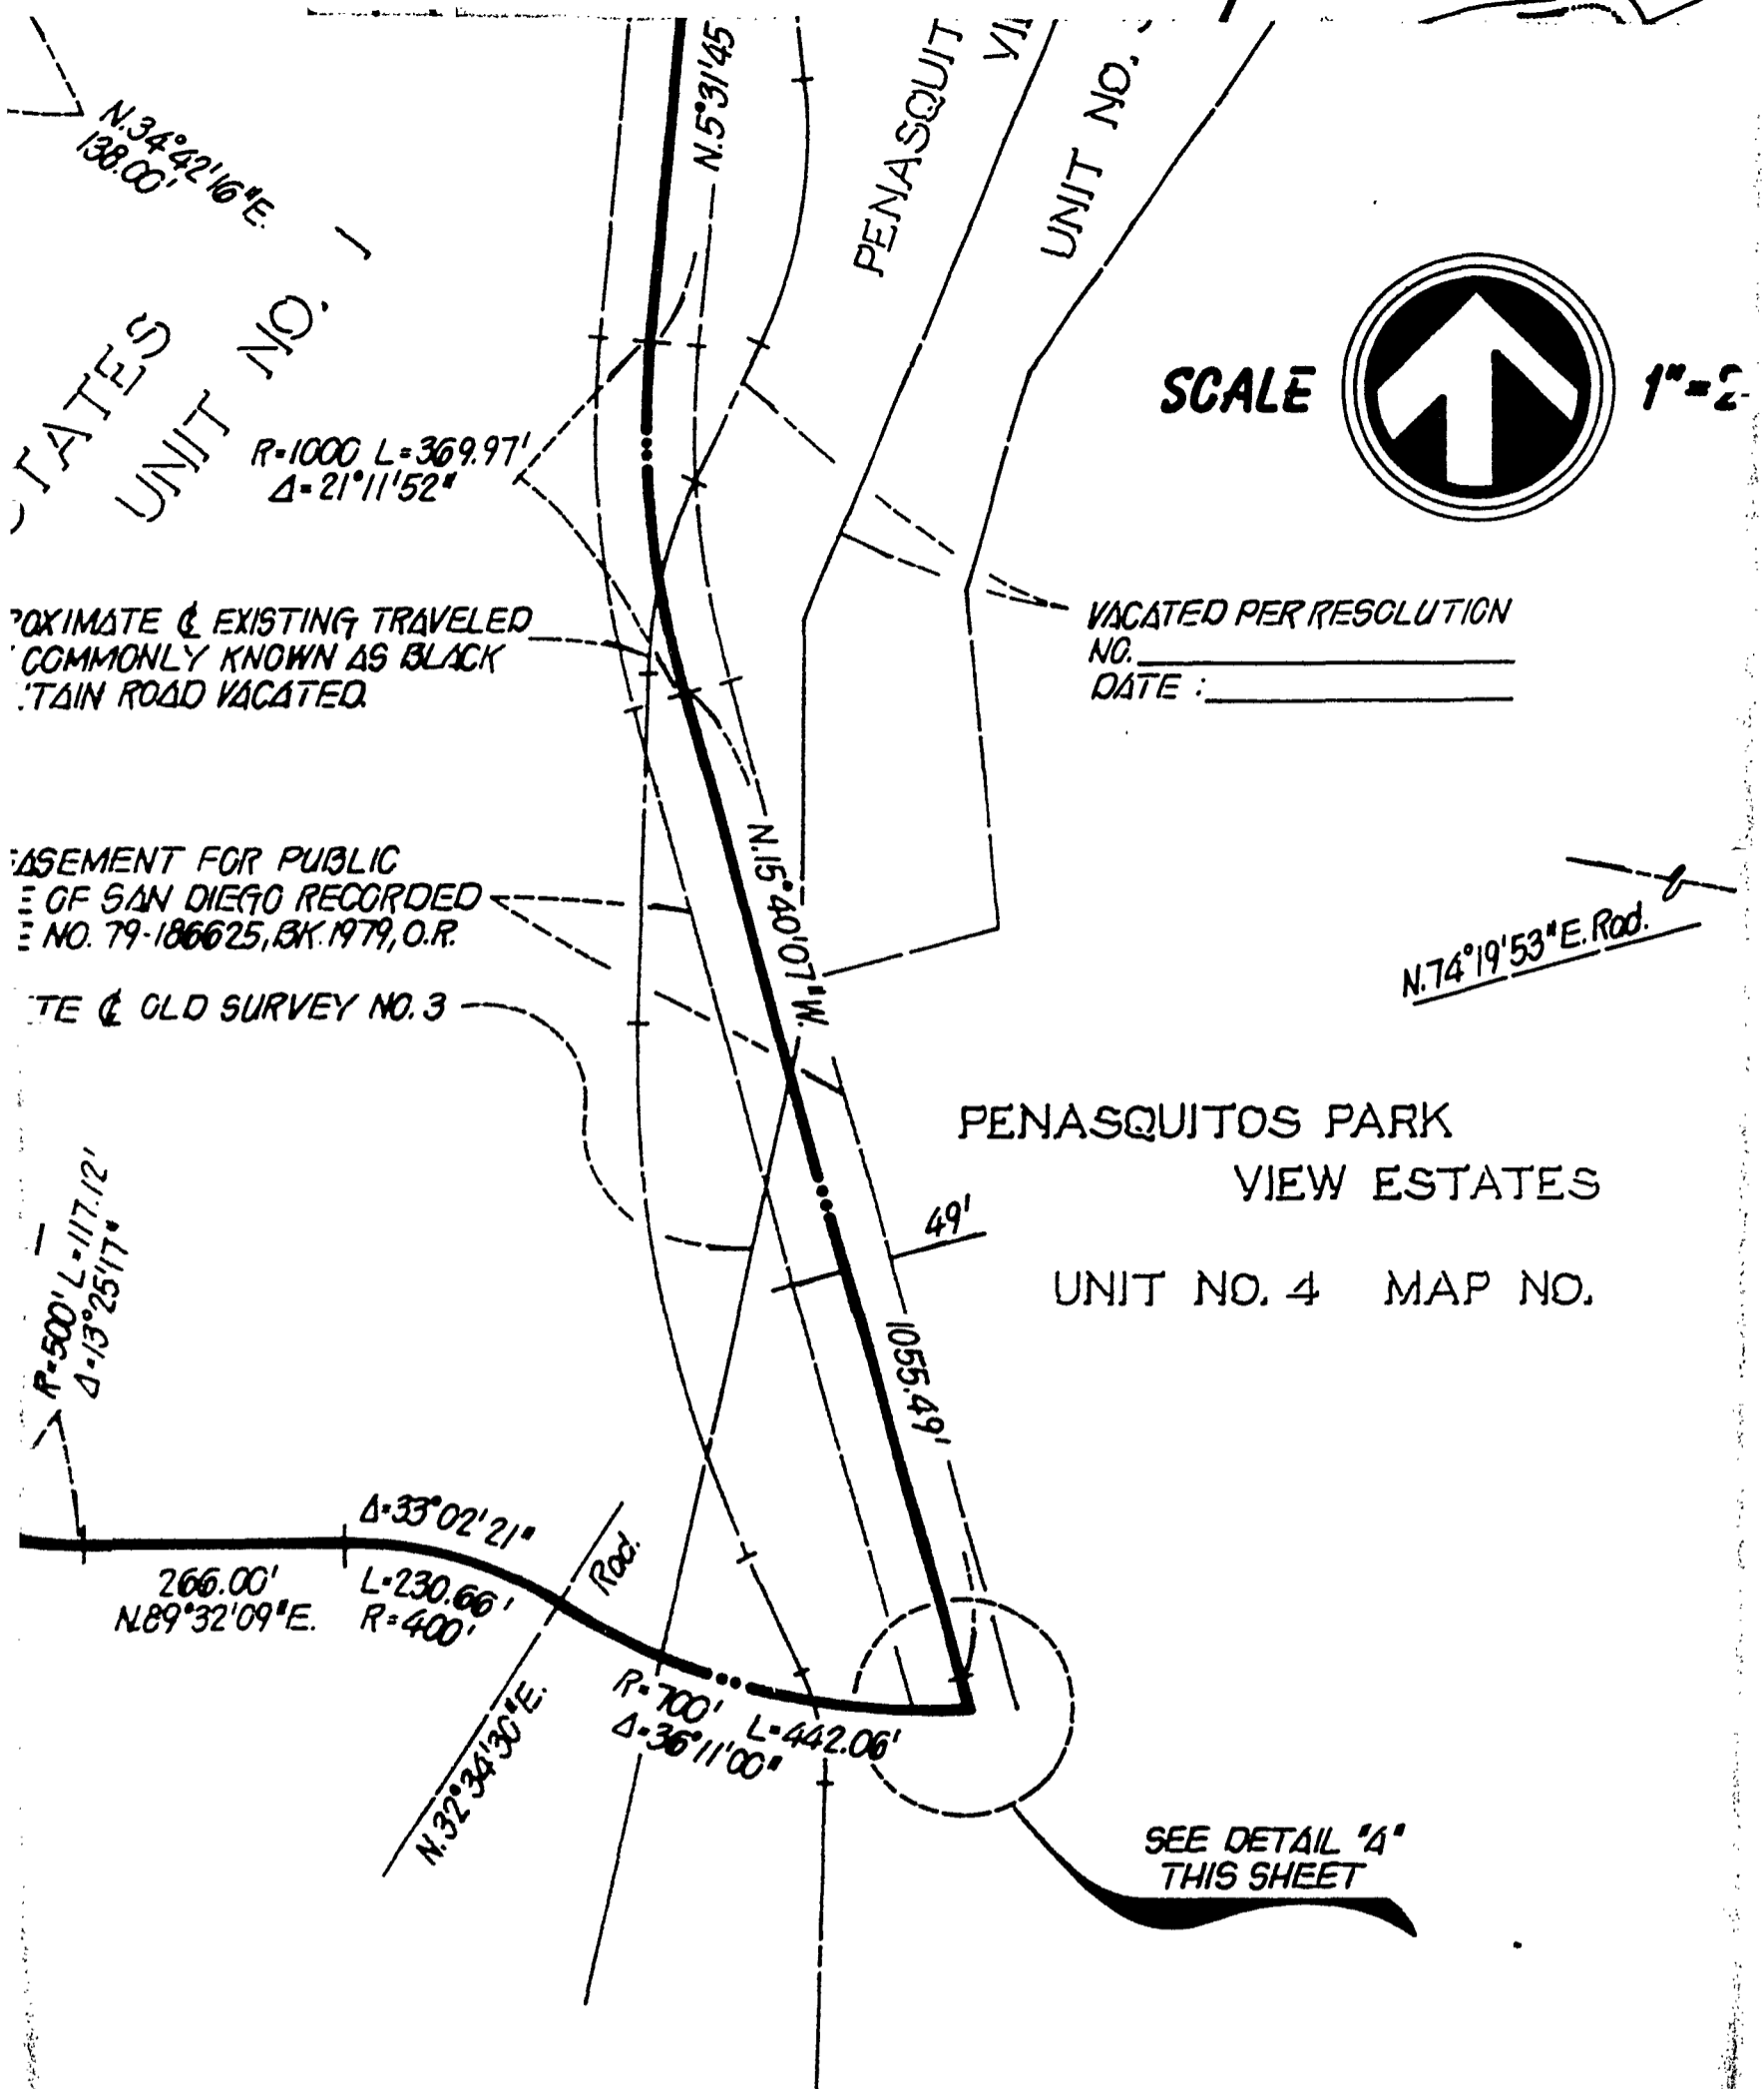 N.5°31'45
PENASQUIT
UNIT NO.
N.34°42'16"E.
138.00'
TATES
UNIT NO. 1
SCALE 1"=2
R=1000 L=369.97'
Δ=21°11'52"
OXIMATE ℄ EXISTING TRAVELED
COMMONLY KNOWN AS BLACK
TAIN ROAD VACATED.
VACATED PER RESOLUTION
NO.
DATE :
ASEMENT FOR PUBLIC
E OF SAN DIEGO RECORDED
E NO. 79-186625, BK. 1979, O.R.
N.15°40'07"W.
N.74°19'53"E. Rad.
TE ℄ OLD SURVEY NO. 3
PENASQUITOS PARK
VIEW ESTATES
UNIT NO. 4 MAP NO.
49'
1055.49'
R=500' L=117.12'
Δ=13°25'17"
Δ=33°02'21"
L=230.66'
R=400'
266.00'
N.89°32'09"E.
Rad.
N.32°34'30"E.
R=700' L=442.06'
Δ=36°11'00"
SEE DETAIL "A"
THIS SHEET